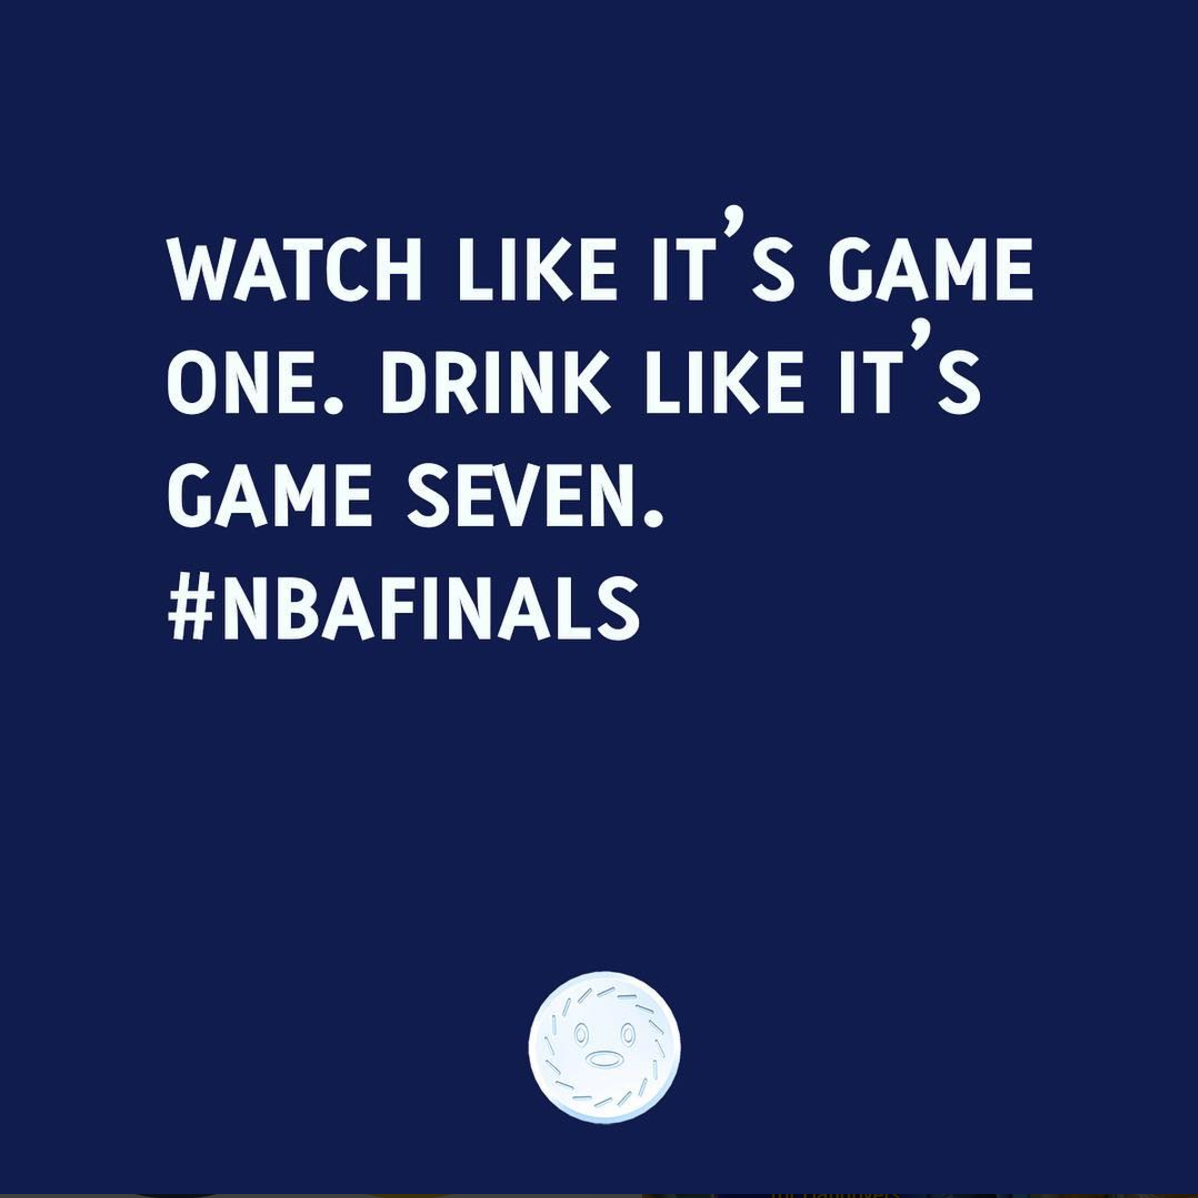 WATCH LIKE IT’S GAME
ONE. DRINK LIKE IT’S
GAME SEVEN.
#NBAFINALS